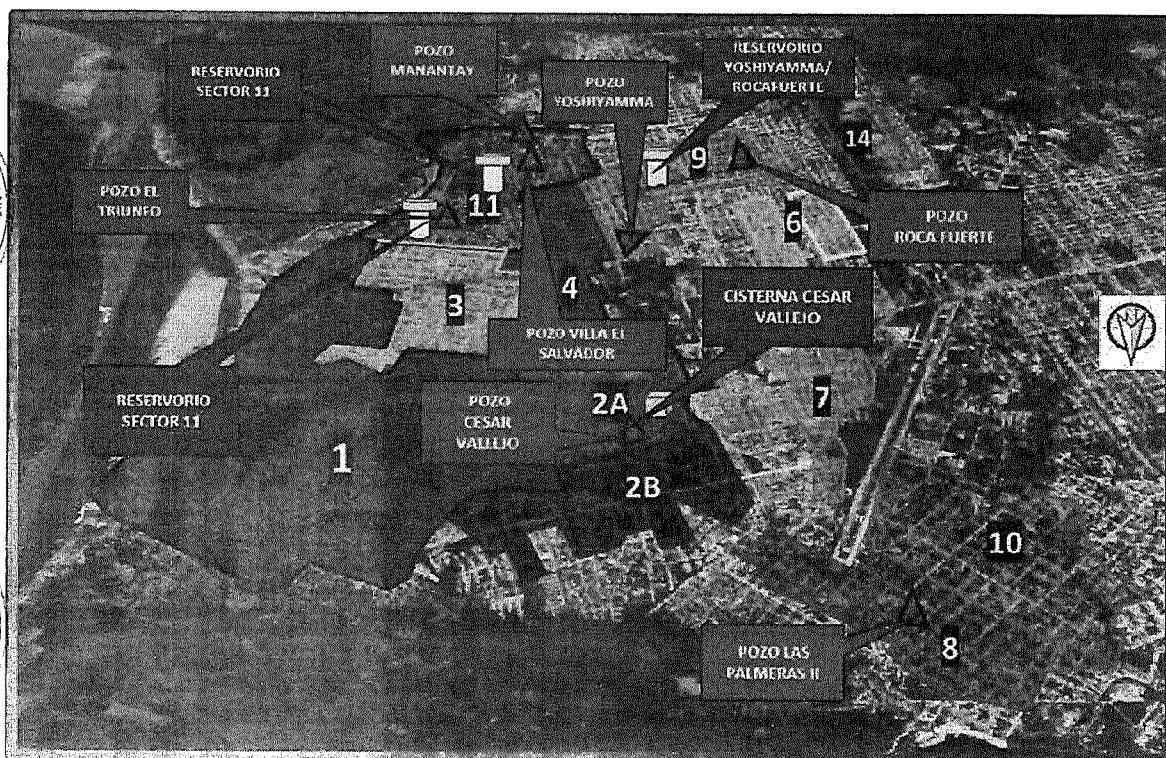 POZO
MANANTAY
RESERVORIO
SECTOR 11
RESERVORIO
YOSHIYAMMA/
ROCAFUERTE
POZO
YOSHIYAMMA
14
9
POZO EL
TRIUNFO
11
6
POZO
ROCA FUERTE
4
3
CISTERNA CESAR
VALLEJO
POZO VILLA EL
SALVADOR
RESERVORIO
SECTOR 11
POZO
CESAR
VALLEJO
2A
7
1
2B
10
POZO LAS
PALMERAS II
8